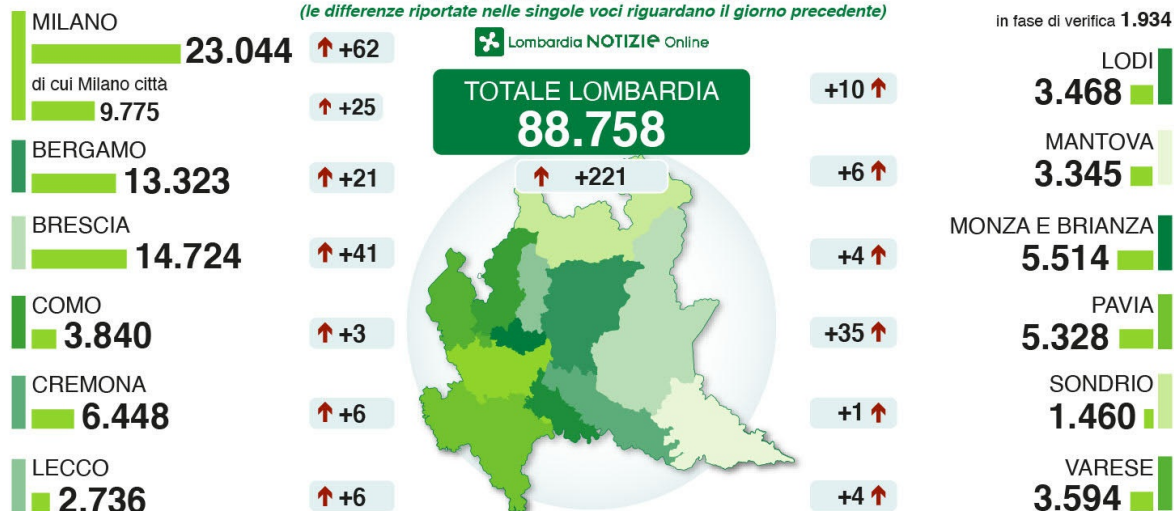 (le differenze riportate nelle singole voci riguardano il giorno precedente)
Lombardia NOTIZIE Online
TOTALE LOMBARDIA
88.758
+221
MILANO
23.044
+62
di cui Milano città
9.775
+25
BERGAMO
13.323
+21
BRESCIA
14.724
+41
COMO
3.840
+3
CREMONA
6.448
+6
LECCO
2.736
+6
in fase di verifica 1.934
LODI
+10
3.468
MANTOVA
+6
3.345
MONZA E BRIANZA
+4
5.514
PAVIA
+35
5.328
SONDRIO
+1
1.460
VARESE
+4
3.594